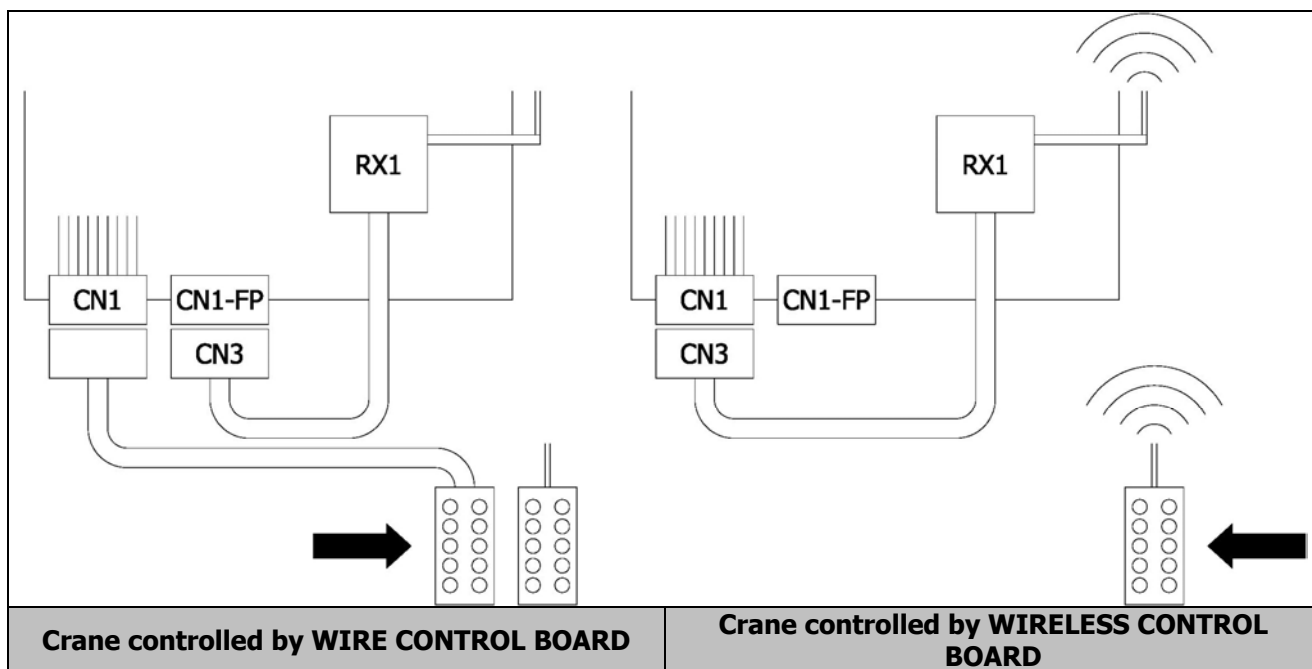 RX1
CN1
CN1-FP
CN3
RX1
CN1
CN1-FP
CN3
Crane controlled by WIRE CONTROL BOARD
Crane controlled by WIRELESS CONTROL
BOARD